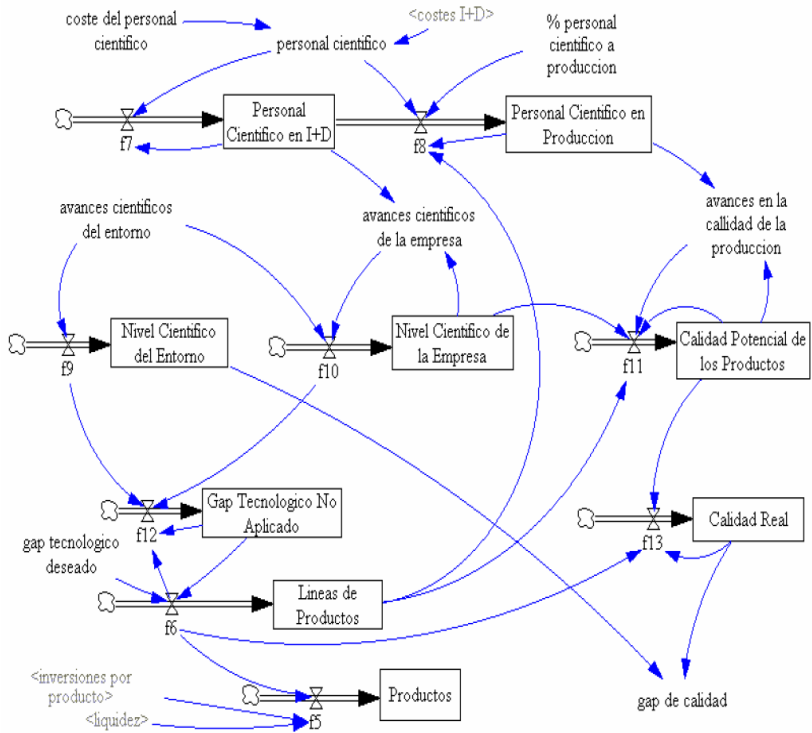 coste del personal
cientifico
<costes I+D>
personal cientifico
% personal
cientifico a
produccion
Personal
Cientifico en I+D
Personal Cientifico en
Produccion
f7
f8
avances cientificos
del entorno
avances cientificos
de la empresa
avances en la
callidad de la
produccion
Nivel Cientifico
del Entorno
Nivel Cientifico de
la Empresa
Calidad Potencial de
los Productos
f9
f10
f11
Gap Tecnologico No
Aplicado
Calidad Real
f12
f13
gap tecnologico
deseado
Lineas de
Productos
f6
<inversiones por
producto>
Productos
gap de calidad
<liquidez>
f5